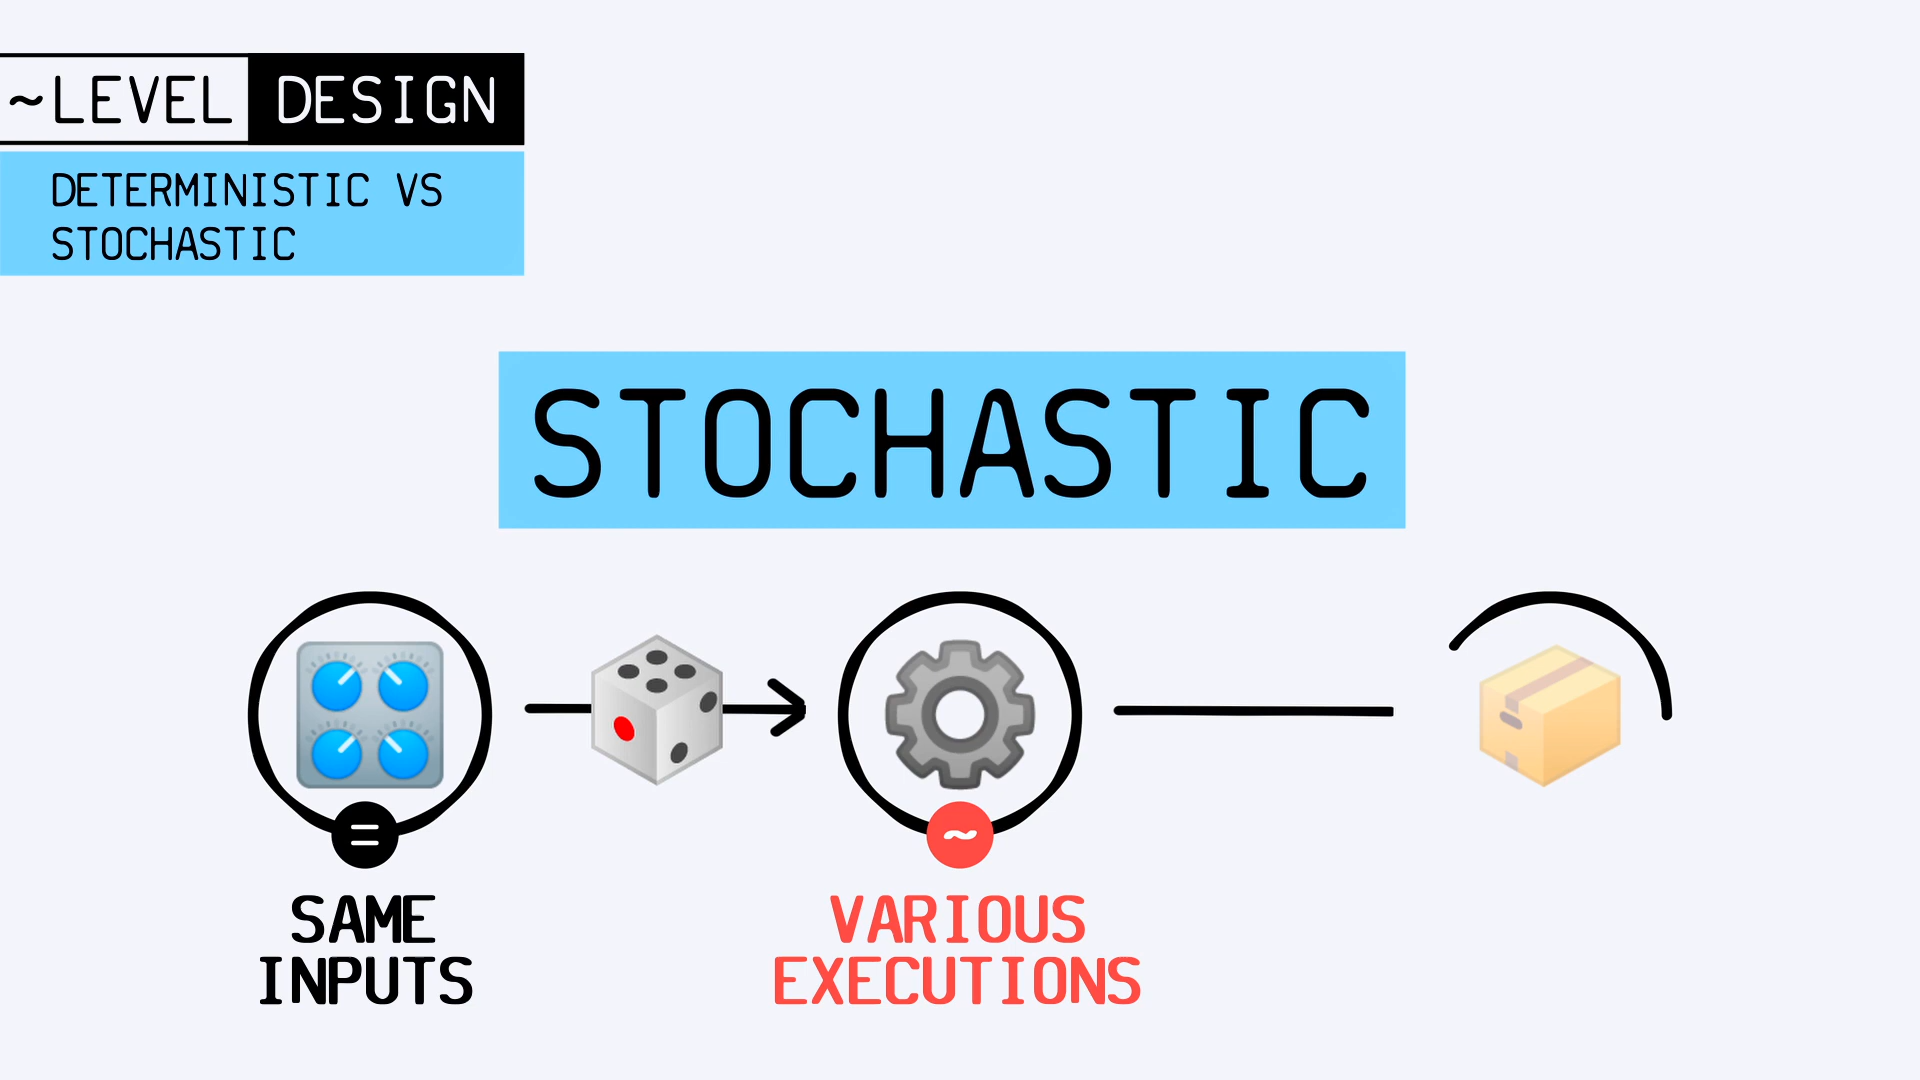 ~LEVEL DESIGN
DETERMINISTIC VS
STOCHASTIC
STOCHASTIC
=
~
SAME
INPUTS
VARIOUS
EXECUTIONS